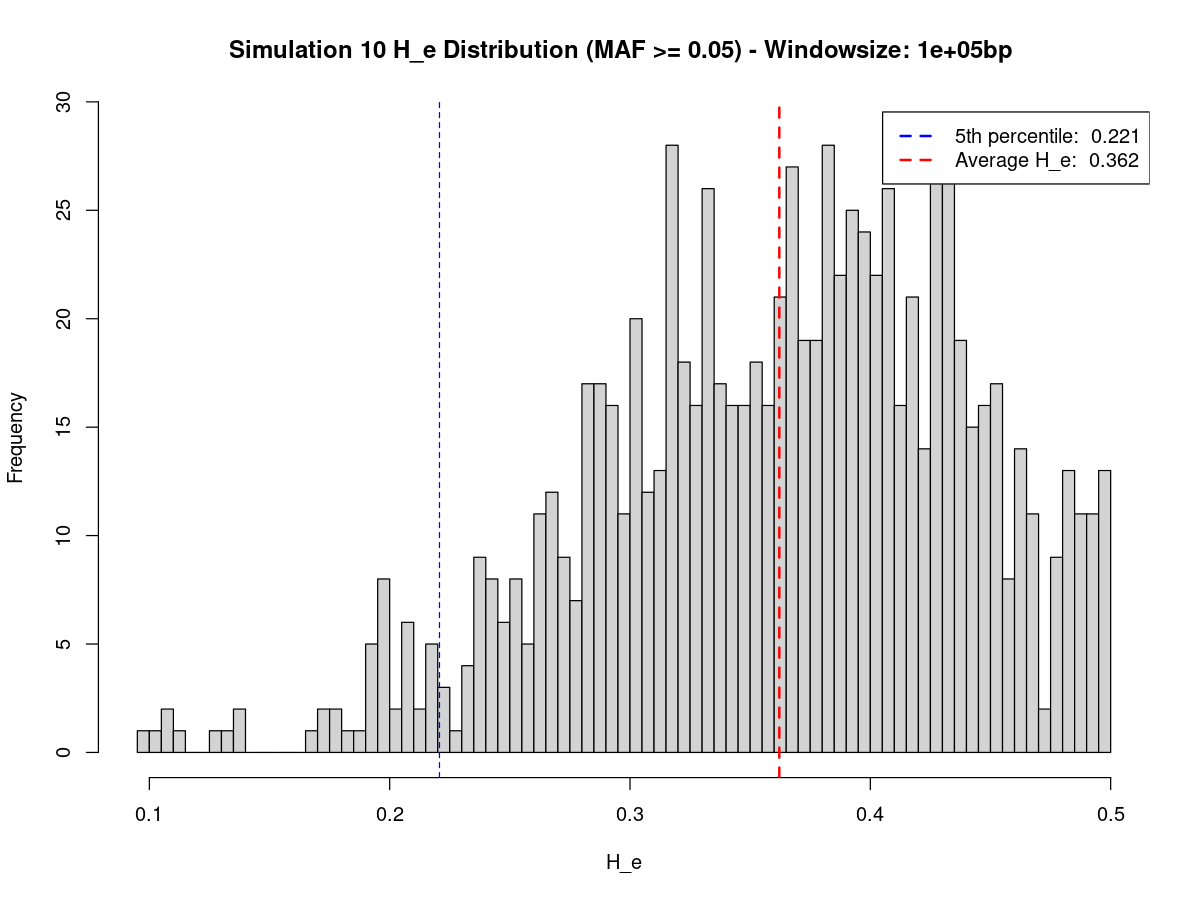 Simulation 10 H_e Distribution (MAF >= 0.05) - Windowsize: 1e+05bp
5th percentile:  0.221
Average H_e:  0.362
Frequency
30
25
20
15
10
5
0
0.1
0.2
0.3
0.4
0.5
H_e